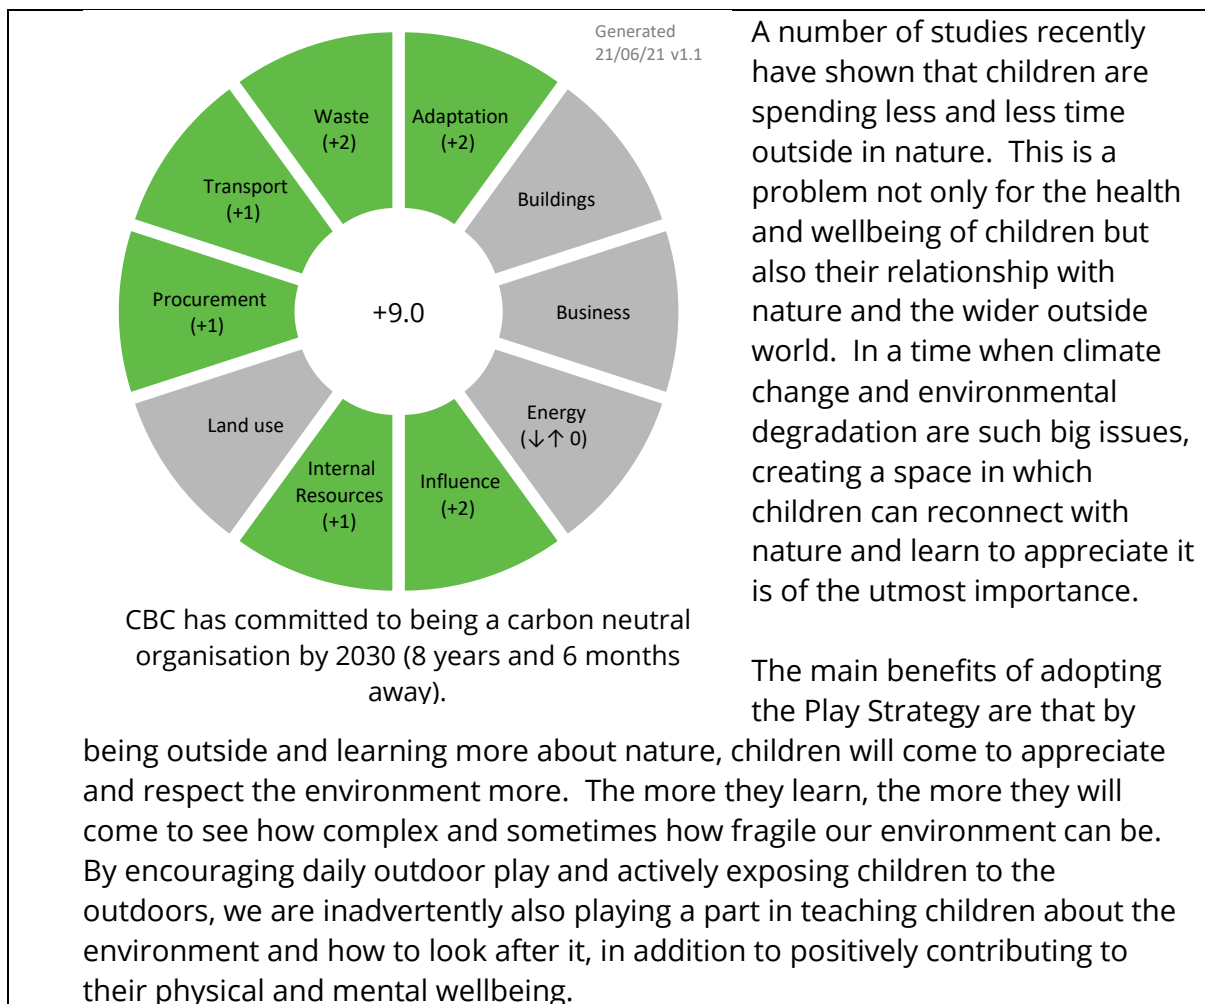 Generated
21/06/21 v1.1
Waste
(+2)
Adaptation
(+2)
Transport
(+1)
Buildings
Procurement
(+1)
+9.0
Business
Land use
Energy
(↓↑ 0)
Internal
Resources
(+1)
Influence
(+2)
CBC has committed to being a carbon neutral
organisation by 2030 (8 years and 6 months
away).
A number of studies recently
have shown that children are
spending less and less time
outside in nature.  This is a
problem not only for the health
and wellbeing of children but
also their relationship with
nature and the wider outside
world.  In a time when climate
change and environmental
degradation are such big issues,
creating a space in which
children can reconnect with
nature and learn to appreciate it
is of the utmost importance.
The main benefits of adopting
the Play Strategy are that by
being outside and learning more about nature, children will come to appreciate
and respect the environment more.  The more they learn, the more they will
come to see how complex and sometimes how fragile our environment can be.
By encouraging daily outdoor play and actively exposing children to the
outdoors, we are inadvertently also playing a part in teaching children about the
environment and how to look after it, in addition to positively contributing to
their physical and mental wellbeing.